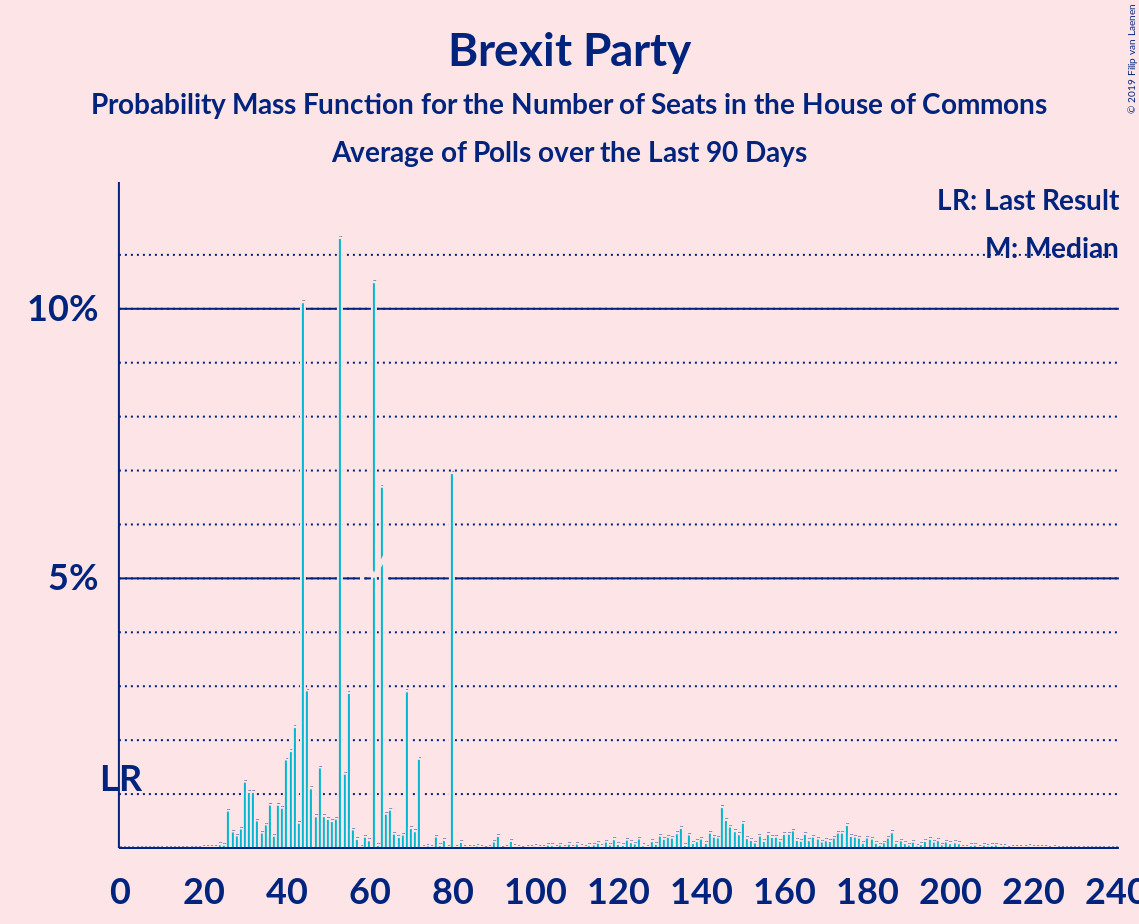 Brexit Party
Probability Mass Function for the Number of Seats in the House of Commons
Average of Polls over the Last 90 Days
© 2019 Filip van Laenen
LR: Last Result
M: Median
10%
5%
LR
0 20 40 60 80 100 120 140 160 180 200 220 240